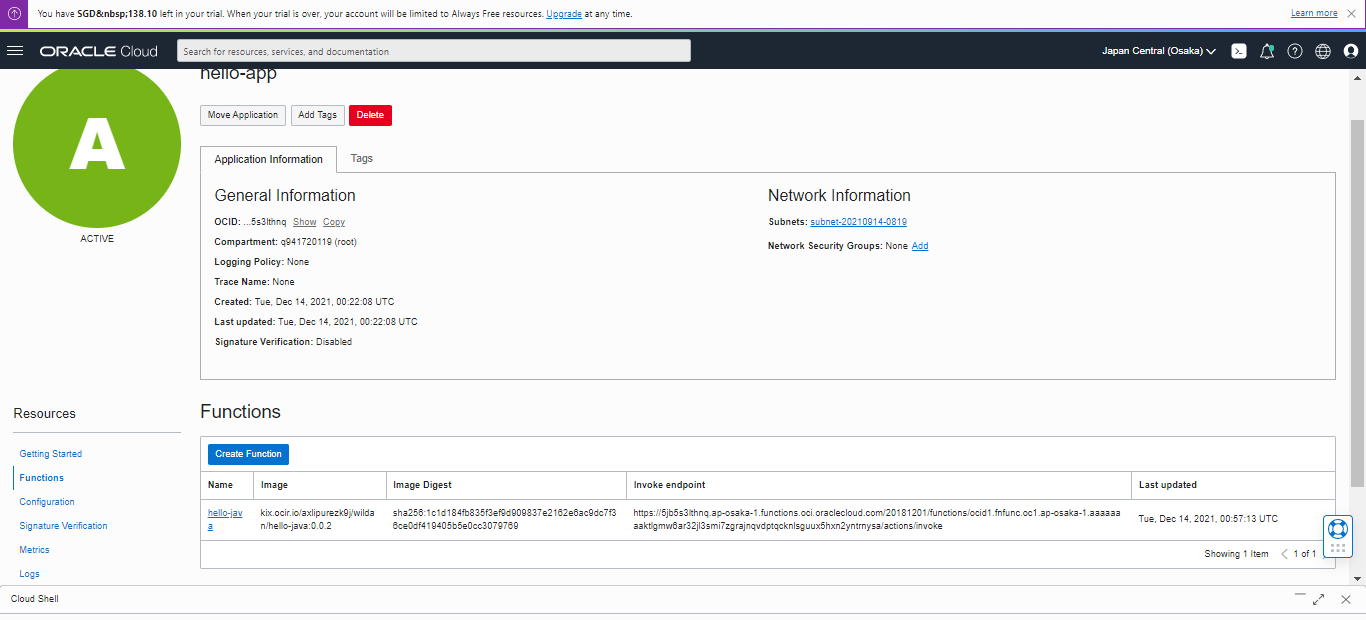 You have SGD&nbsp;138.10 left in your trial. When your trial is over, your account will be limited to Always Free resources. Upgrade at any time.
Learn more
ORACLE Cloud
Search for resources, services, and documentation
Japan Central (Osaka)
hello-app
Move Application
Add Tags
Delete
A
ACTIVE
Application Information
Tags
General Information
OCID: ...5s3lthnq Show Copy
Compartment: q941720119 (root)
Logging Policy: None
Trace Name: None
Created: Tue, Dec 14, 2021, 00:22:08 UTC
Last updated: Tue, Dec 14, 2021, 00:22:08 UTC
Signature Verification: Disabled
Network Information
Subnets: subnet-20210914-0819
Network Security Groups: None Add
Resources
Getting Started
Functions
Configuration
Signature Verification
Metrics
Logs
Functions
Create Function
Name Image Image Digest Invoke endpoint Last updated
hello-jav
a
kix.ocir.io/axlipurezk9j/wilda
n/hello-java:0.0.2
sha256:1c1d184fb835f3ef9d909837e2162e6ac9dc7f3
6ce0df419405b5e0cc3079769
https://5jb5s3lthnq.ap-osaka-1.functions.oci.oraclecloud.com/20181201/functions/ocid1.fnfunc.oc1.ap-osaka-1.aaaaaa
aaktlgmw6ar32jl3smi7zgrajnqvdptqcknlsguux5hxn2yntrnysa/actions/invoke
Tue, Dec 14, 2021, 00:57:13 UTC
Showing 1 Item
1 of 1
Cloud Shell